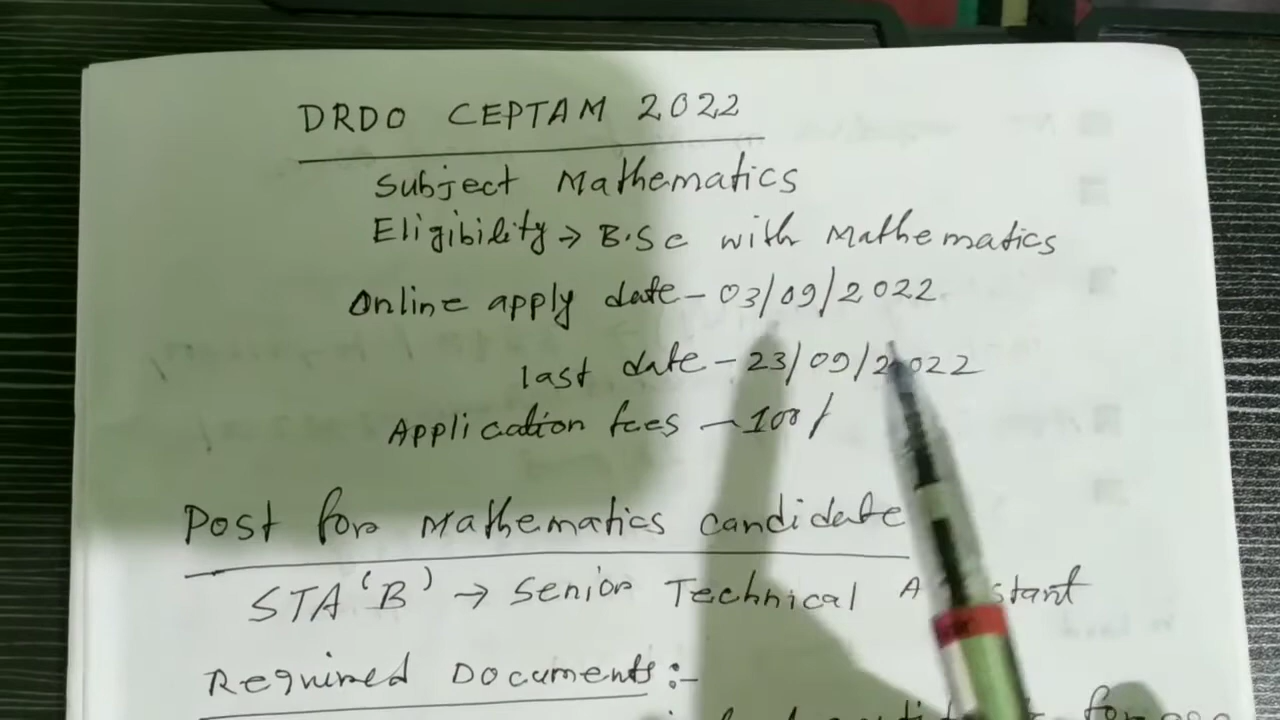 DRDO CEPTAM 2022
Subject Mathematics
Eligibility → B.Sc with Mathematics
Online apply date - 03/09/2022
last date - 23/09/2022
Application fees - 100/
Post for Mathematics candidate
STA (B) → Senior Technical
Required Documents :-